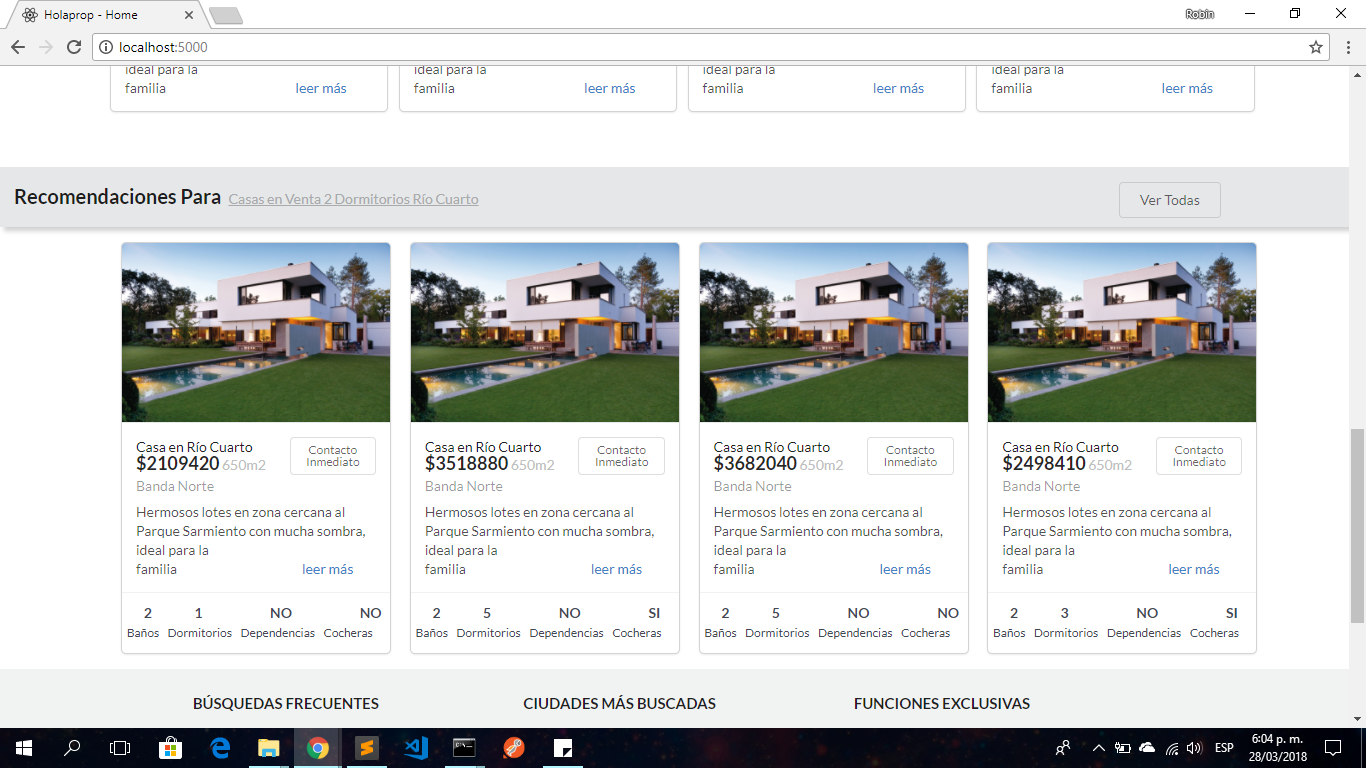 Holaprop - Home
Robin
localhost:5000
ideal para la
familia leer más
ideal para la
familia leer más
ideal para la
familia leer más
ideal para la
familia leer más
Recomendaciones Para Casas en Venta 2 Dormitorios Río Cuarto
Ver Todas
Casa en Río Cuarto
$2109420 650m2
Contacto
Inmediato
Banda Norte
Hermosos lotes en zona cercana al
Parque Sarmiento con mucha sombra,
ideal para la
familia leer más
2 1 NO NO
Baños Dormitorios Dependencias Cocheras
Casa en Río Cuarto
$3518880 650m2
Contacto
Inmediato
Banda Norte
Hermosos lotes en zona cercana al
Parque Sarmiento con mucha sombra,
ideal para la
familia leer más
2 5 NO SI
Baños Dormitorios Dependencias Cocheras
Casa en Río Cuarto
$3682040 650m2
Contacto
Inmediato
Banda Norte
Hermosos lotes en zona cercana al
Parque Sarmiento con mucha sombra,
ideal para la
familia leer más
2 5 NO NO
Baños Dormitorios Dependencias Cocheras
Casa en Río Cuarto
$2498410 650m2
Contacto
Inmediato
Banda Norte
Hermosos lotes en zona cercana al
Parque Sarmiento con mucha sombra,
ideal para la
familia leer más
2 3 NO SI
Baños Dormitorios Dependencias Cocheras
BÚSQUEDAS FRECUENTES
CIUDADES MÁS BUSCADAS
FUNCIONES EXCLUSIVAS
ESP
6:04 p. m.
28/03/2018